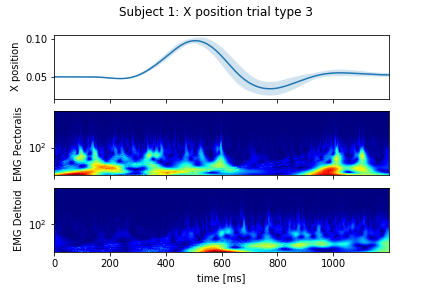 Subject 1: X position trial type 3
X position
0.10
0.05
EMG Pectoralis
10²
EMG Deltoid
10²
0 200 400 600 800 1000
time [ms]